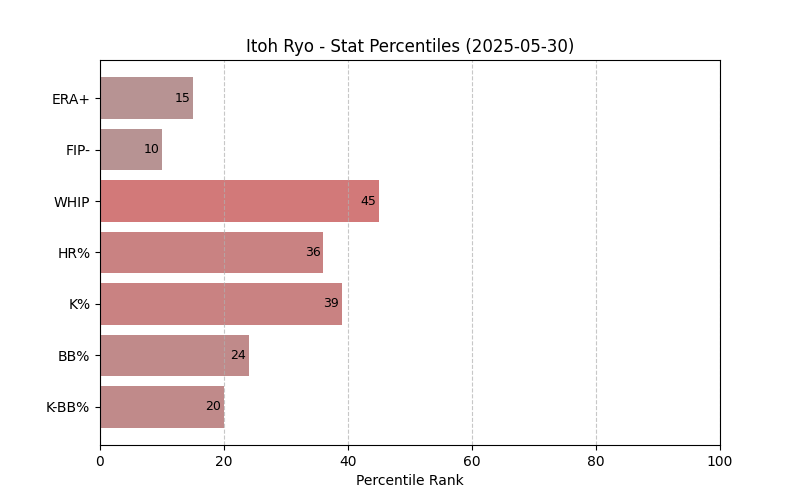 Itoh Ryo - Stat Percentiles (2025-05-30)
ERA+ 15
FIP- 10
WHIP 45
HR% 36
K% 39
BB% 24
K-BB% 20
0 20 40 60 80 100
Percentile Rank